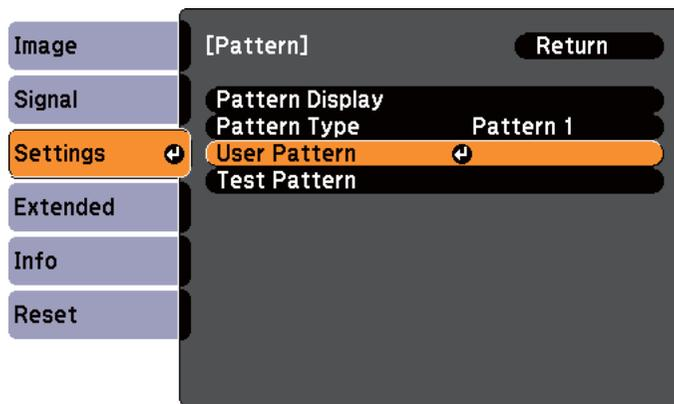 Image
Signal
Settings
Extended
Info
Reset
[Pattern] Return
Pattern Display
Pattern Type Pattern 1
User Pattern
Test Pattern